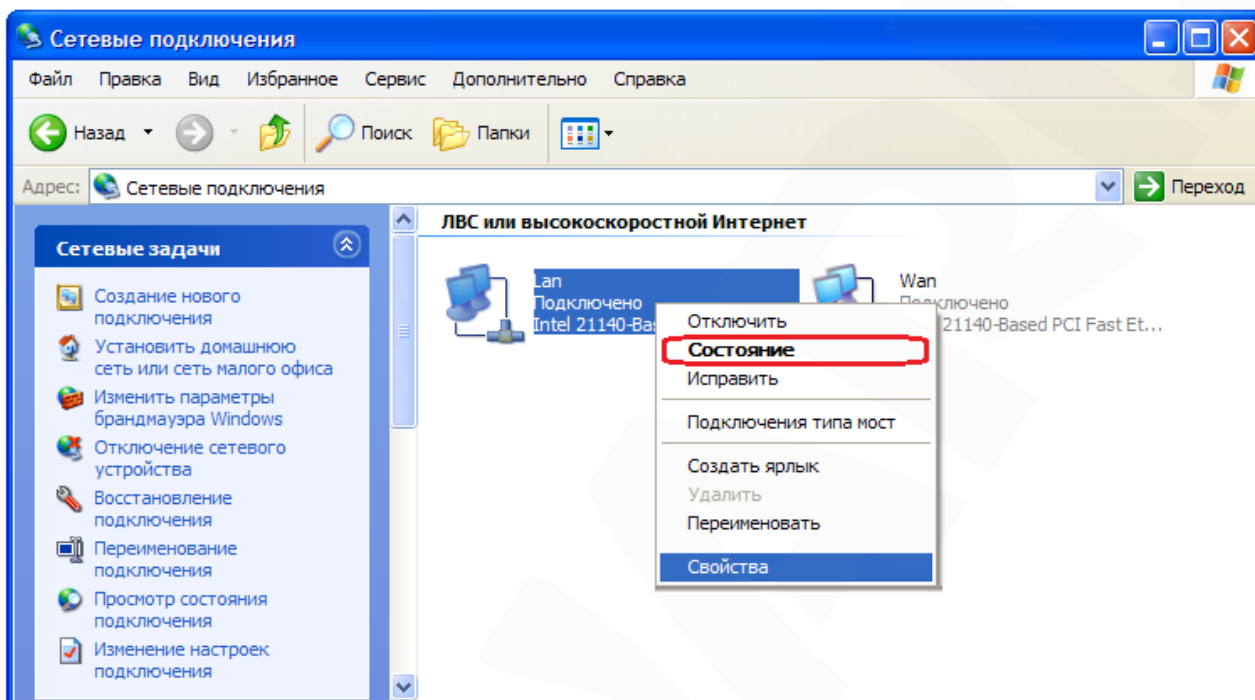 Сетевые подключения
Файл Правка Вид Избранное Сервис Дополнительно Справка
Назад Поиск Папки
Адрес: Сетевые подключения Переход
Сетевые задачи
Создание нового
подключения
Установить домашнюю
сеть или сеть малого офиса
Изменить параметры
брандмауэра Windows
Отключение сетевого
устройства
Восстановление
подключения
Переименование
подключения
Просмотр состояния
подключения
Изменение настроек
подключения
ЛВС или высокоскоростной Интернет
Lan
Подключено
Intel 21140-Bas
Wan
Подключено
21140-Based PCI Fast Et...
Отключить
Состояние
Исправить
Подключения типа мост
Создать ярлык
Удалить
Переименовать
Свойства